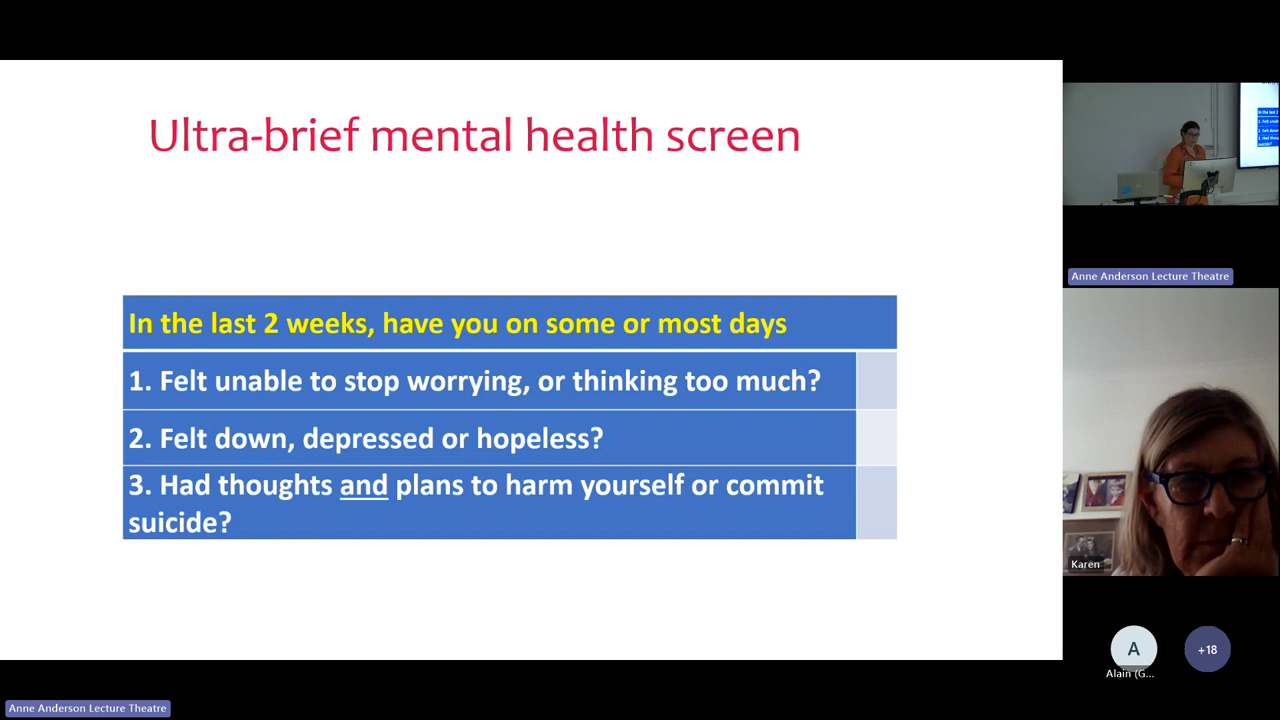 Ultra-brief mental health screen
In the last 2 weeks, have you on some or most days
1. Felt unable to stop worrying, or thinking too much?
2. Felt down, depressed or hopeless?
3. Had thoughts and plans to harm yourself or commit
suicide?
Anne Anderson Lecture Theatre
Karen
A
Alain (G...
+18
Anne Anderson Lecture Theatre